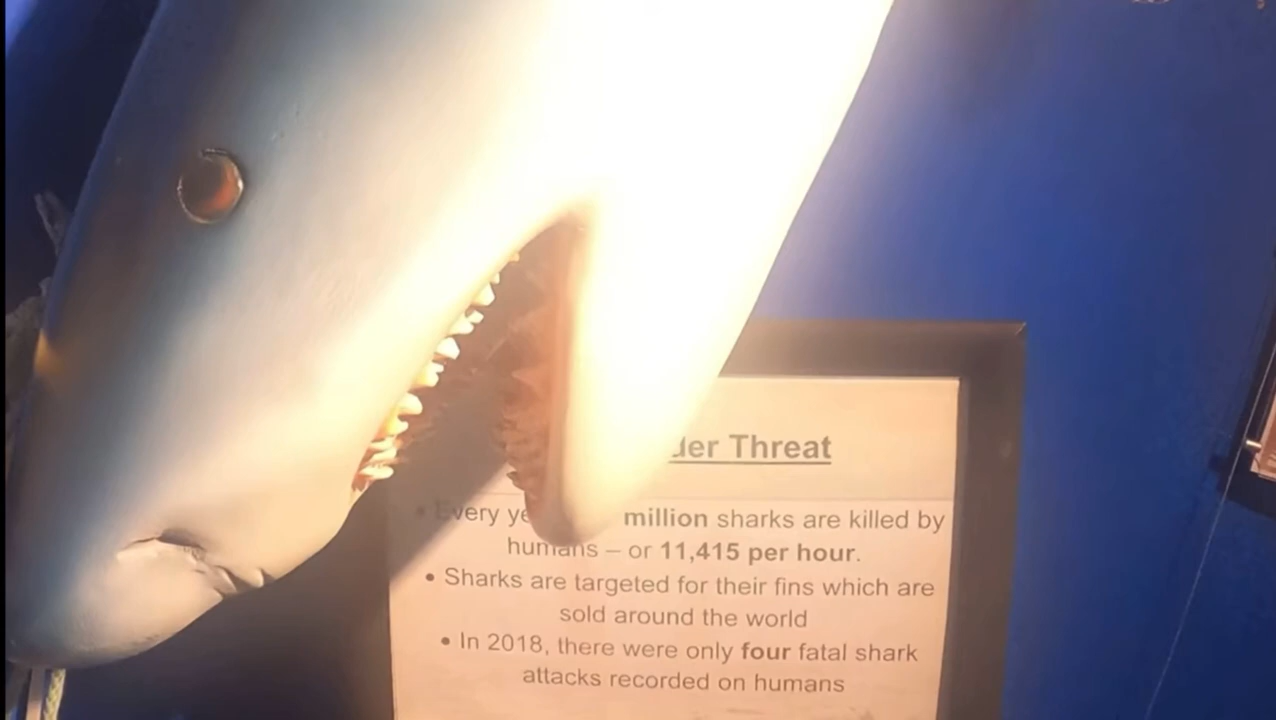 der Threat
• Every ye million sharks are killed by
humans – or 11,415 per hour.
• Sharks are targeted for their fins which are
sold around the world
• In 2018, there were only four fatal shark
attacks recorded on humans